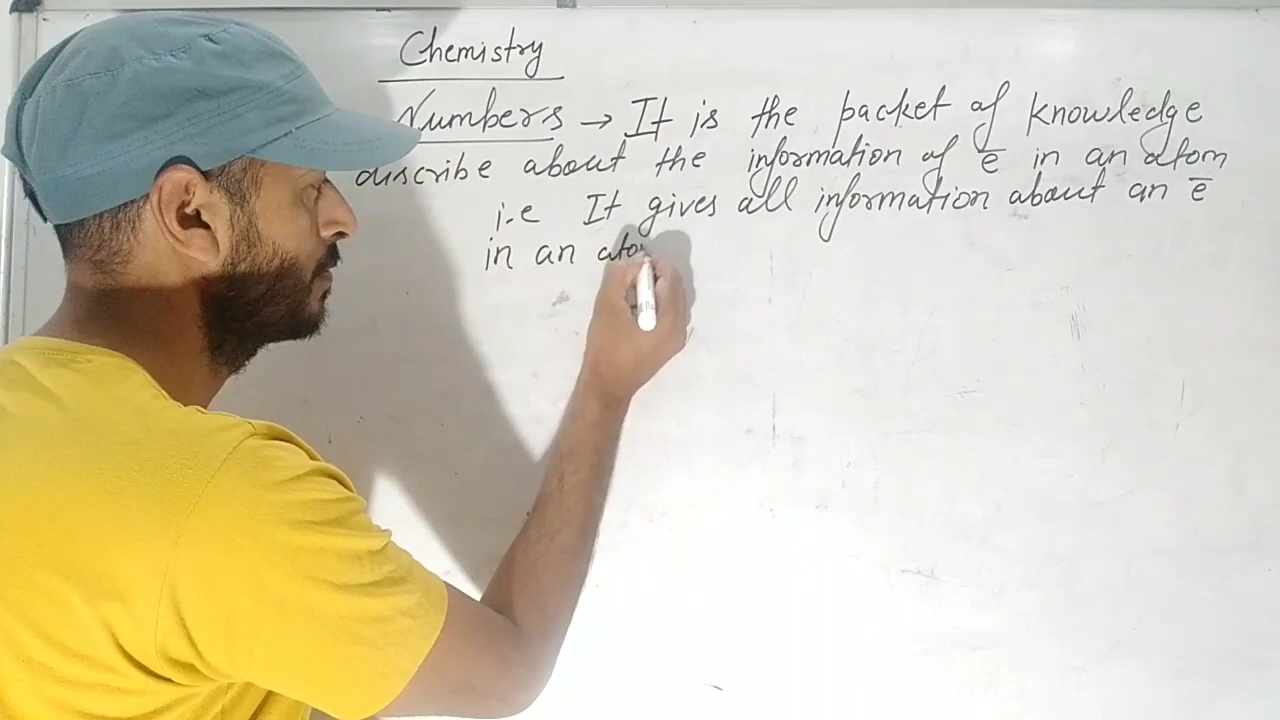 Chemistry
Numbers → It is the packet of knowledge
describe about the information of e̅ in an atom
i.e It gives all information about an e̅
in an ato